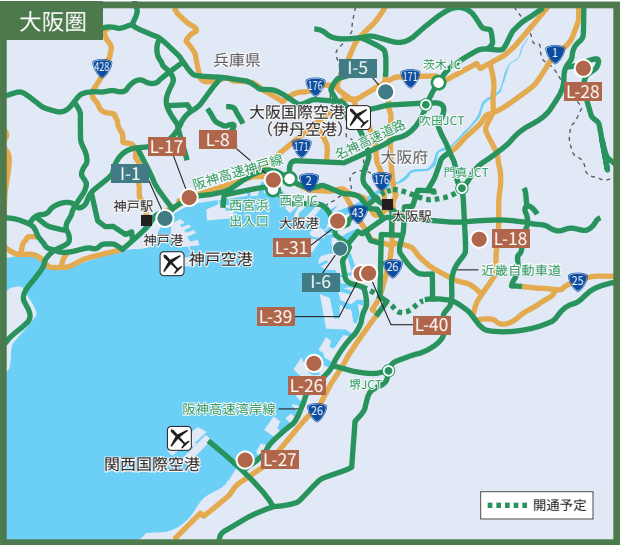 大阪圏
兵庫県
428
176
I-5
171
茨木JC
1
L-28
大阪国際空港
（伊丹空港）
吹田JCT
名神高速道路
L-17
L-8
171
大阪府
阪神高速神戸線
I-1
2
176
門真JCT
神戸駅
西宮浜
出入口
西宮JC
43
大阪駅
大阪港
神戸港
L-31
L-18
神戸空港
26
近畿自動車道
I-6
25
L-39
L-40
L-26
堺JCT
阪神高速湾岸線
26
関西国際空港
L-27
開通予定